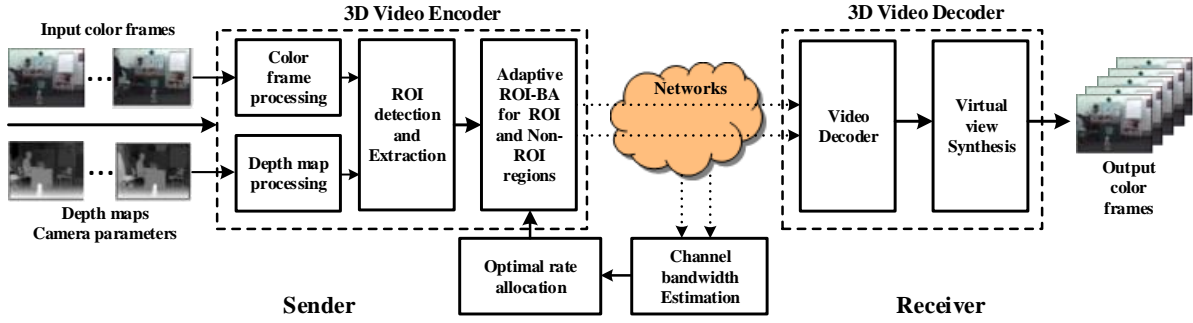 3D Video Encoder
3D Video Decoder
Input color frames
Color
frame
processing
ROI
detection
and
Extraction
Adaptive
ROI-BA
for ROI
and Non-
ROI
regions
Networks
Video
Decoder
Virtual
view
Synthesis
Depth map
processing
Output
color
frames
Depth maps
Camera parameters
Optimal rate
allocation
Channel
bandwidth
Estimation
Sender
Receiver